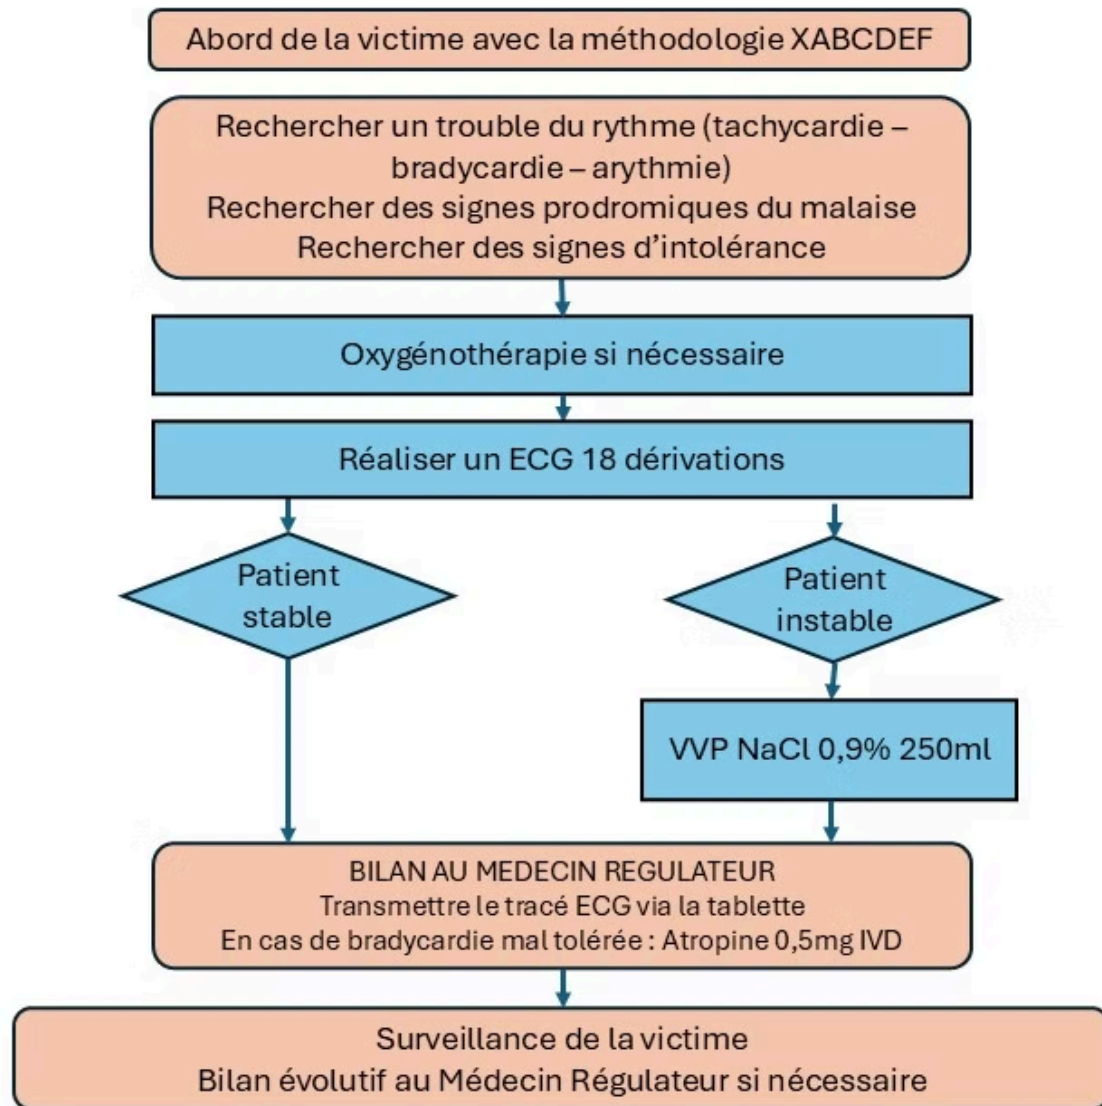 Abord de la victime avec la méthodologie XABCDEF
Rechercher un trouble du rythme (tachycardie –
bradycardie – arythmie)
Rechercher des signes prodromiques du malaise
Rechercher des signes d'intolérance
Oxygénothérapie si nécessaire
Réaliser un ECG 18 dérivations
Patient
stable
Patient
instable
VVP NaCl 0,9% 250ml
BILAN AU MEDECIN REGULATEUR
Transmettre le tracé ECG via la tablette
En cas de bradycardie mal tolérée : Atropine 0,5mg IVD
Surveillance de la victime
Bilan évolutif au Médecin Régulateur si nécessaire